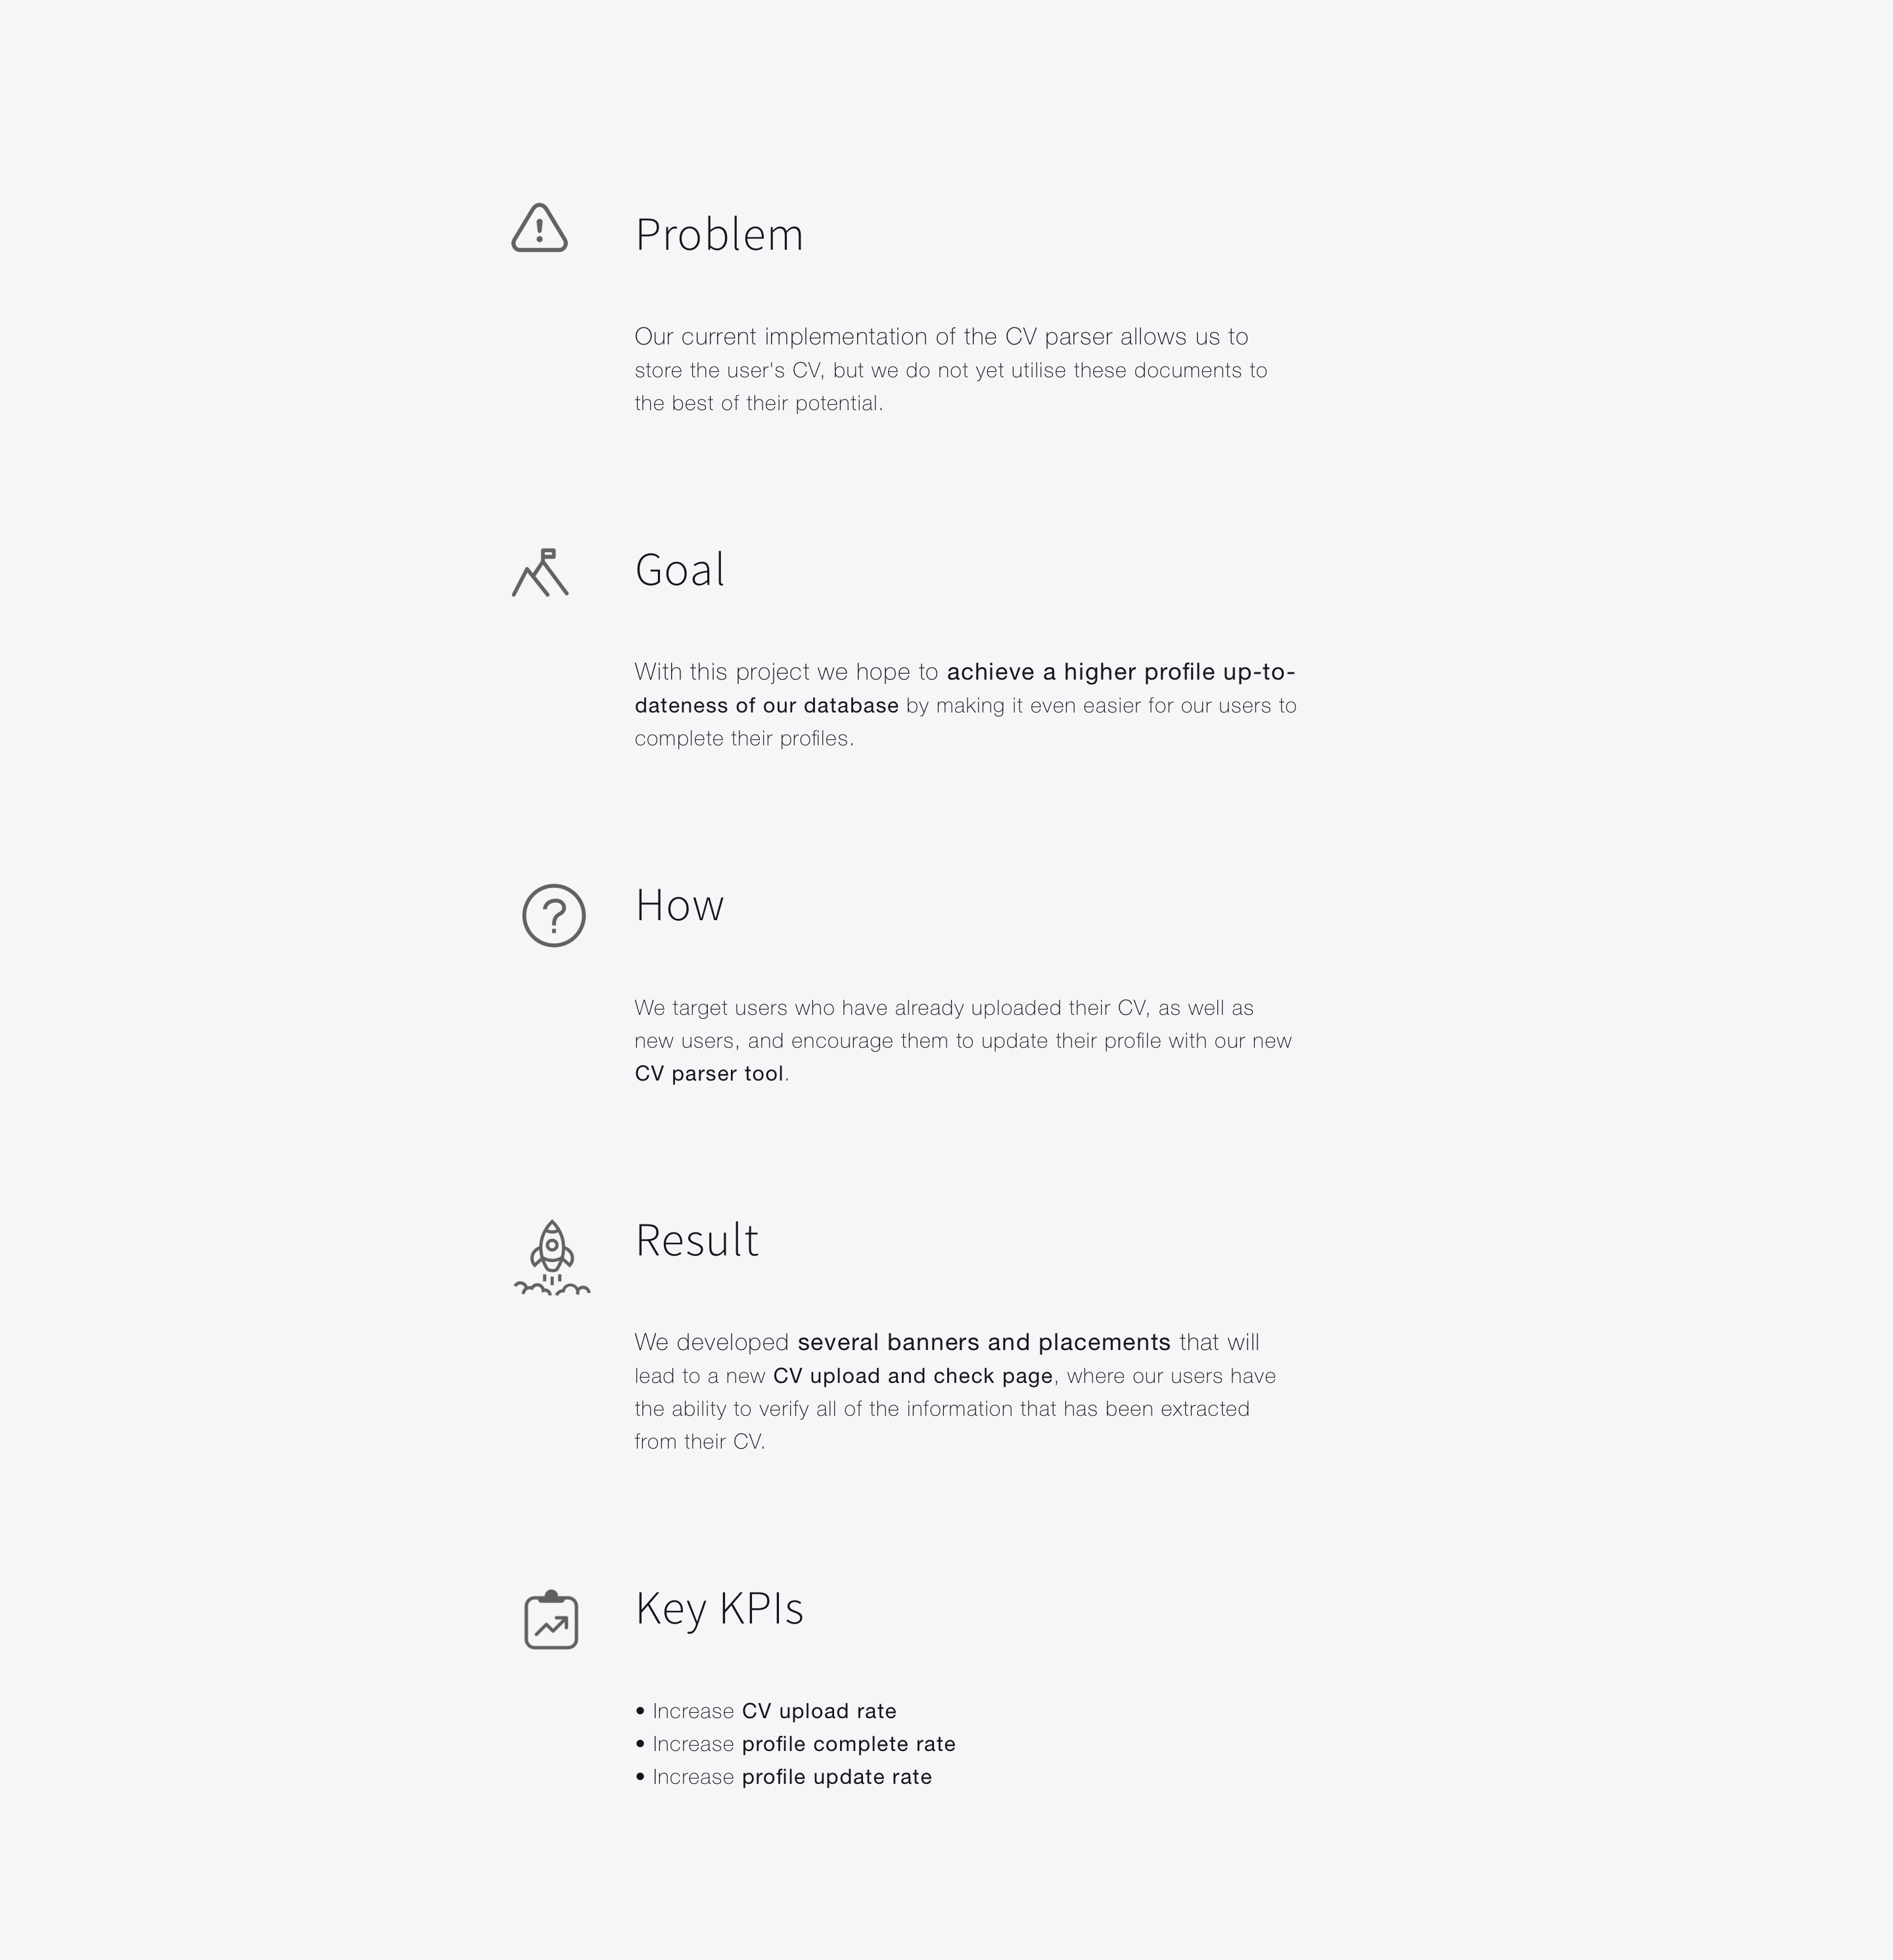 Problem
Our current implementation of the CV parser allows us to
store the user's CV, but we do not yet utilise these documents to
the best of their potential.
Goal
With this project we hope to achieve a higher profile up-to-
dateness of our database by making it even easier for our users to
complete their profiles.
How
We target users who have already uploaded their CV, as well as
new users, and encourage them to update their profile with our new
CV parser tool.
Result
We developed several banners and placements that will
lead to a new CV upload and check page, where our users have
the ability to verify all of the information that has been extracted
from their CV.
Key KPIs
• Increase CV upload rate
• Increase profile complete rate
• Increase profile update rate